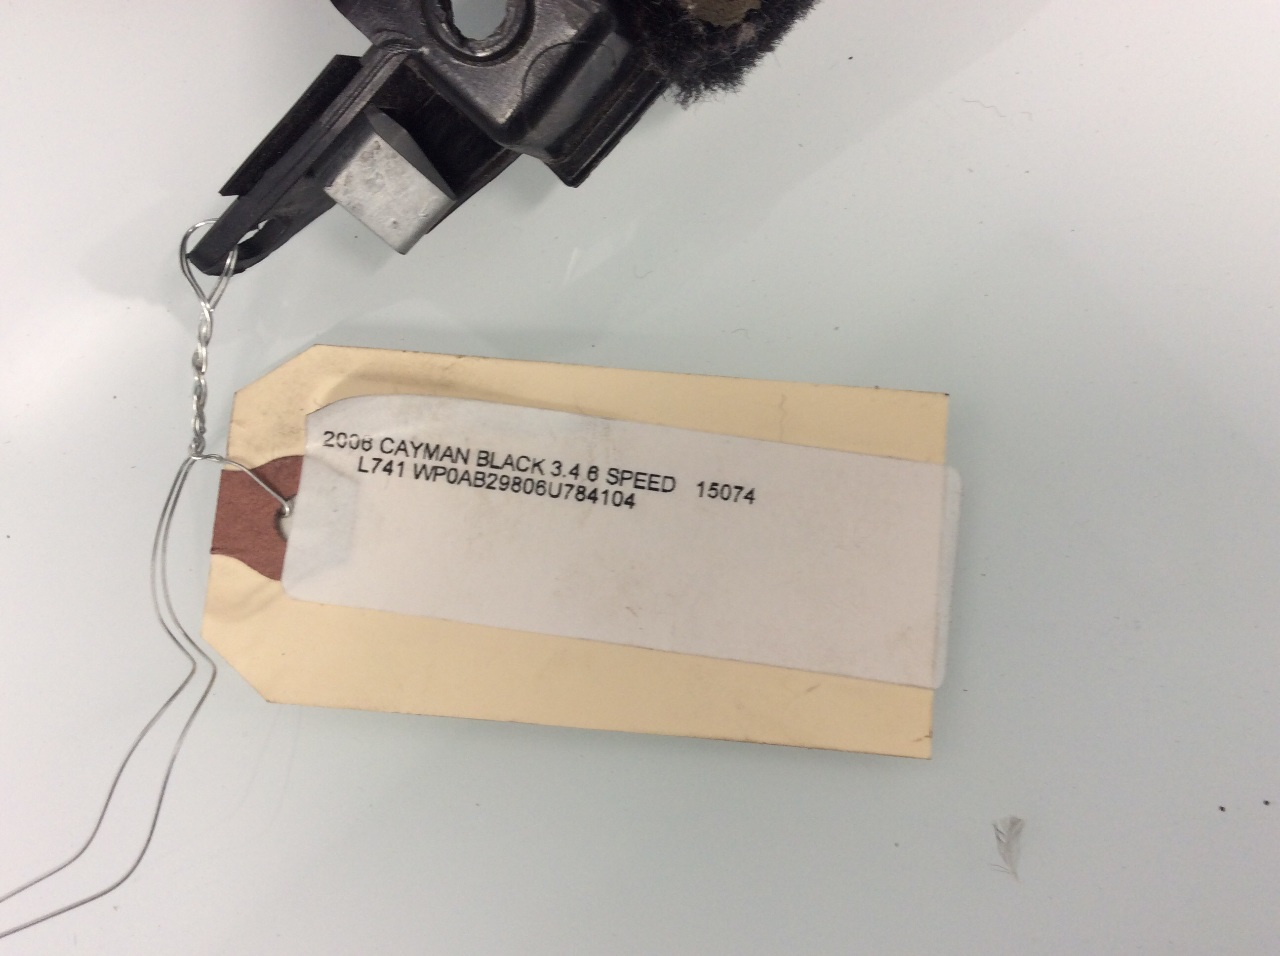 2006 CAYMAN BLACK 3.4 6 SPEED 15074
L741 WP0AB29806U784104